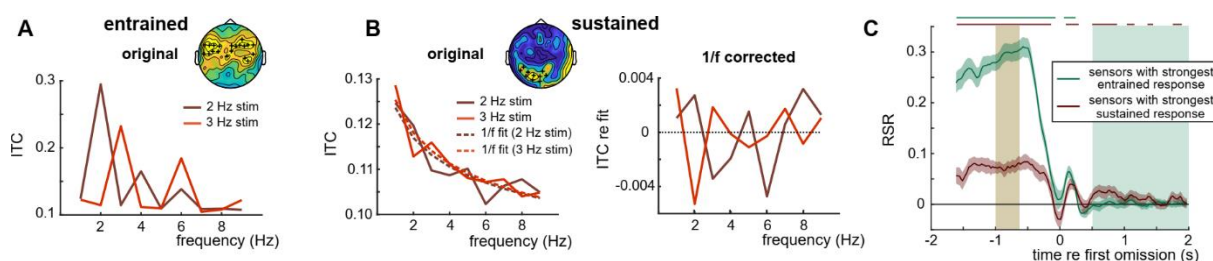 A
entrained
original
ITC
0.3
0.2
0.1
2 Hz stim
3 Hz stim
2
4
6
8
frequency (Hz)
B
sustained
original
ITC
0.13
0.12
0.11
0.10
2 Hz stim
3 Hz stim
1/f fit (2 Hz stim)
1/f fit (3 Hz stim)
2
4
6
8
frequency (Hz)
1/f corrected
ITC re fit
0.004
0
-0.004
2
4
6
8
frequency (Hz)
C
RSR
0.3
0.2
0.1
0
sensors with strongest
entrained response
sensors with strongest
sustained response
-2
-1
0
1
2
time re first omission (s)